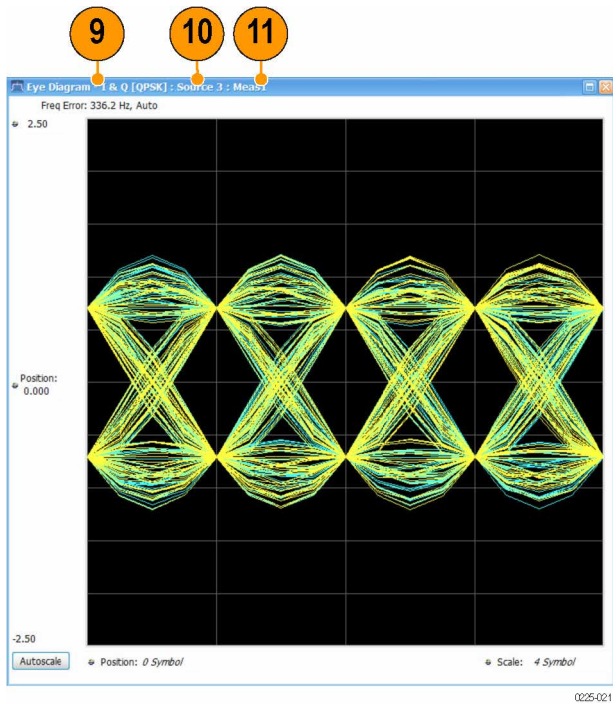 9 10 11
Eye Diagram - I & Q [QPSK] : Source 3 : Meas1
Freq Error: 336.2 Hz, Auto
2.50
Position:
0.000
-2.50
Autoscale Position: 0 Symbol Scale: 4 Symbol
0225-021